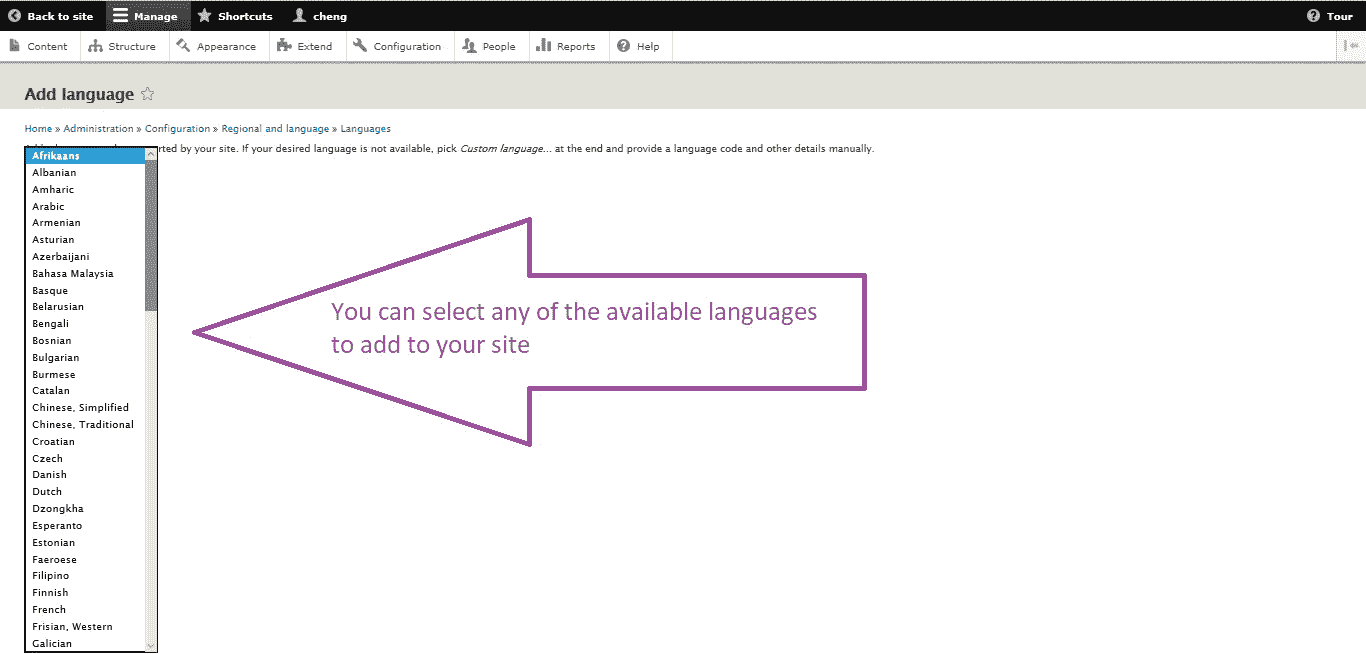 Back to site Manage Shortcuts cheng Tour
Content Structure Appearance Extend Configuration People Reports Help
Add language
Home » Administration » Configuration » Regional and language » Languages
by your site. If your desired language is not available, pick Custom language... at the end and provide a language code and other details manually.
Afrikaans
Albanian
Amharic
Arabic
Armenian
Asturian
Azerbaijani
Bahasa Malaysia
Basque
Belarusian
Bengali
Bosnian
Bulgarian
Burmese
Catalan
Chinese, Simplified
Chinese, Traditional
Croatian
Czech
Danish
Dutch
Dzongkha
Esperanto
Estonian
Faeroese
Filipino
Finnish
French
Frisian, Western
Galician
You can select any of the available languages
to add to your site